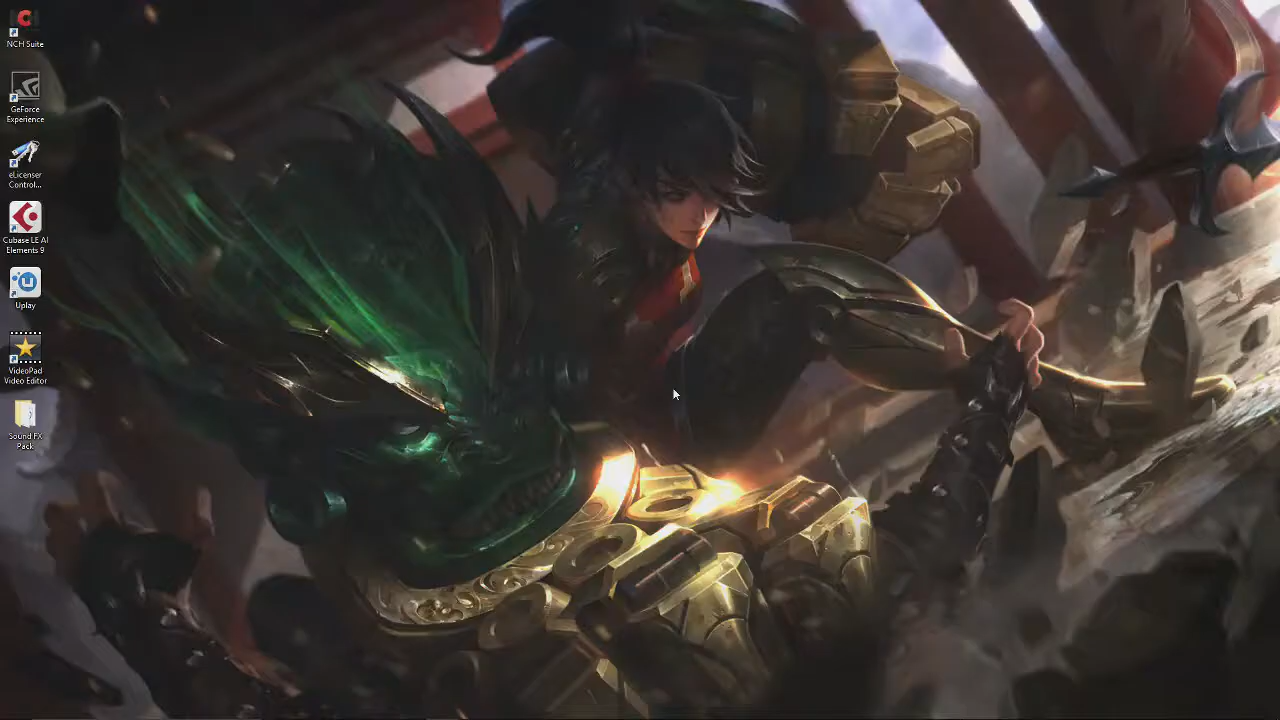 NCH Suite
GeForce
Experience
eLicenser
Control...
Cubase LE AI
Elements 9
Uplay
VideoPad
Video Editor
Sound FX
Pack